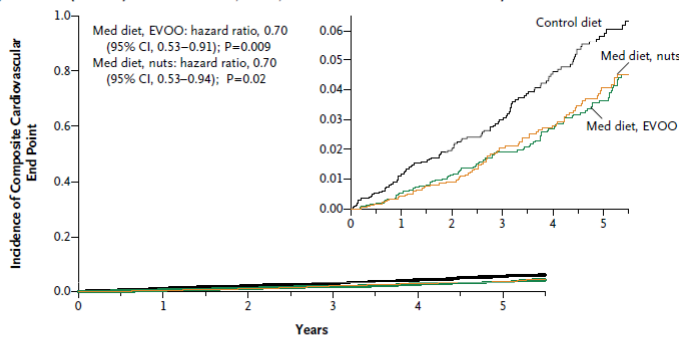 Med diet, EVOO: hazard ratio, 0.70
(95% CI, 0.53–0.91); P=0.009
Med diet, nuts: hazard ratio, 0.70
(95% CI, 0.53–0.94); P=0.02
Incidence of Composite Cardiovascular
End Point
1.0
0.8
0.6
0.4
0.2
0.0
0 1 2 3 4 5
Years
0.06
0.05
0.04
0.03
0.02
0.01
0.00
0 1 2 3 4 5
Control diet
Med diet, nuts
Med diet, EVOO